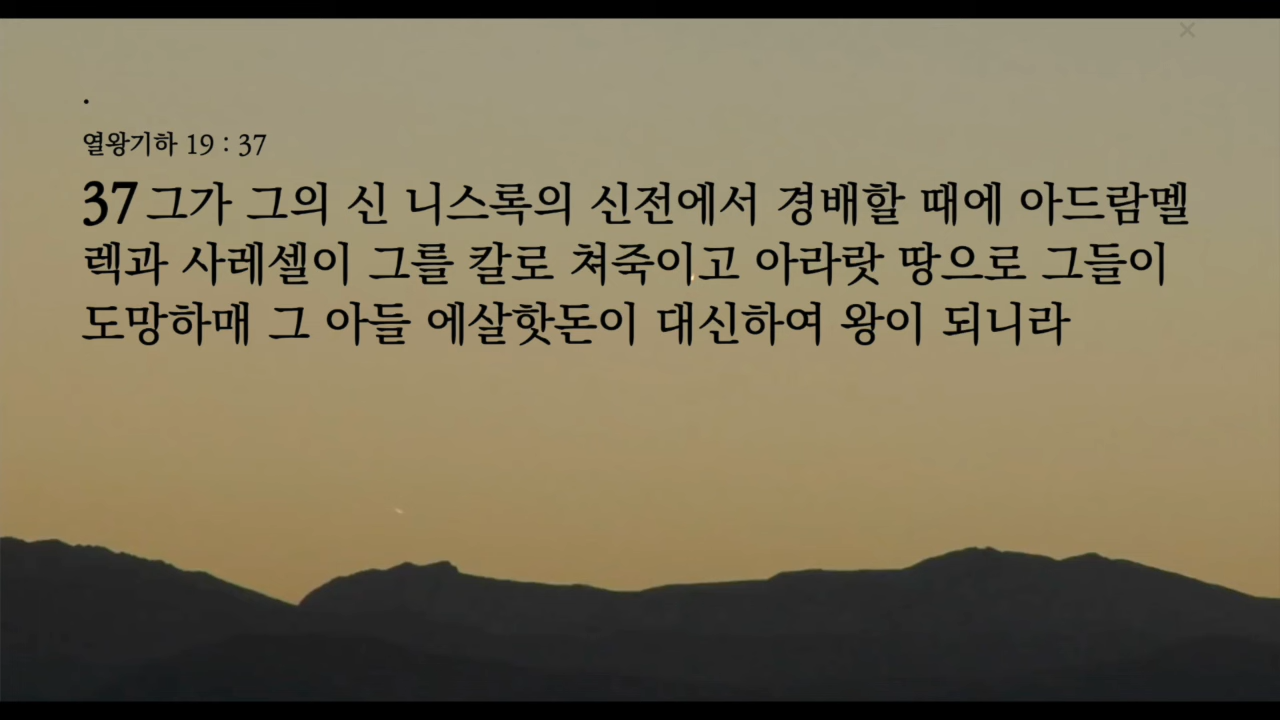 .
열왕기하 19 : 37
37 그가 그의 신 니스록의 신전에서 경배할 때에 아드람멜
렉과 사레셀이 그를 칼로 쳐죽이고 아라랏 땅으로 그들이
도망하매 그 아들 에살핫돈이 대신하여 왕이 되니라